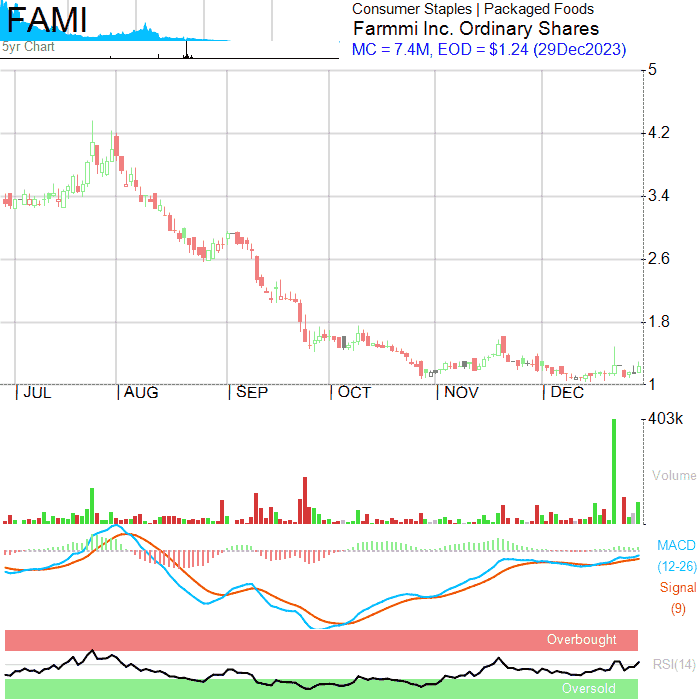 FAMI
5yr Chart
Consumer Staples | Packaged Foods
Farmmi Inc. Ordinary Shares
MC = 7.4M, EOD = $1.24 (29Dec2023)
5
4.2
3.4
2.6
1.8
1
JUL AUG SEP OCT NOV DEC
403k
Volume
MACD
(12-26)
Signal
(9)
Overbought
RSI(14)
Oversold